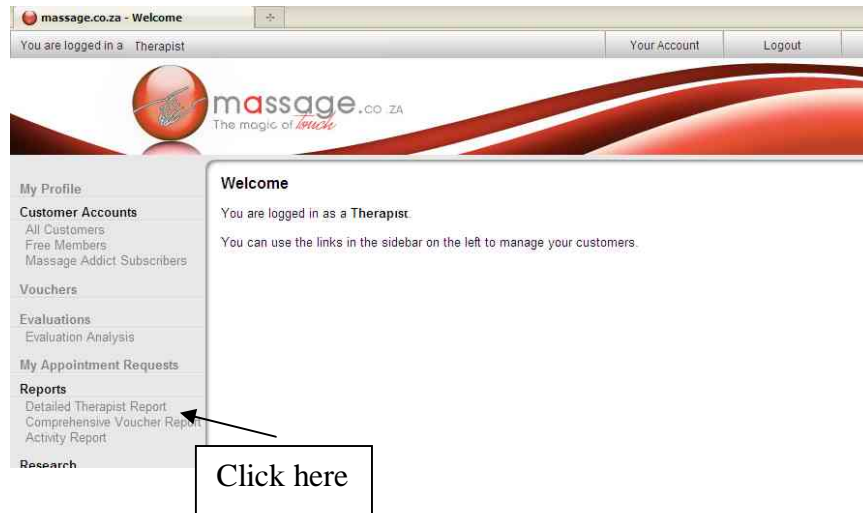 massage.co.za - Welcome
You are logged in a Therapist
Your Account
Logout
massage.co.za
The magic of touch
My Profile
Customer Accounts
All Customers
Free Members
Massage Addict Subscribers
Vouchers
Evaluations
Evaluation Analysis
My Appointment Requests
Reports
Detailed Therapist Report
Comprehensive Voucher Report
Activity Report
Research
Welcome
You are logged in as a Therapist.
You can use the links in the sidebar on the left to manage your customers.
Click here